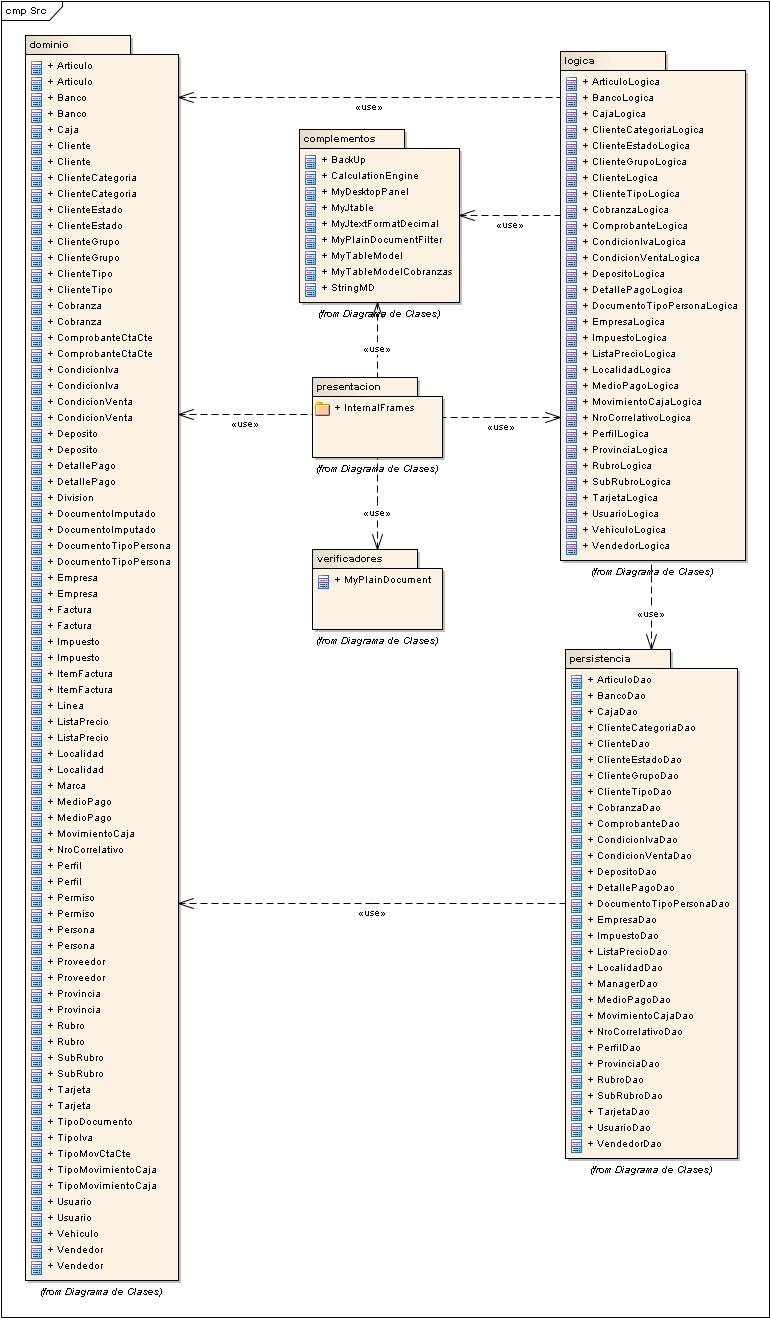 cmp Src
dominio
+ Articulo
+ Articulo
+ Banco
+ Banco
+ Caja
+ Cliente
+ Cliente
+ ClienteCategoria
+ ClienteCategoria
+ ClienteEstado
+ ClienteEstado
+ ClienteGrupo
+ ClienteGrupo
+ ClienteTipo
+ ClienteTipo
+ Cobranza
+ Cobranza
+ ComprobanteCtaCte
+ ComprobanteCtaCte
+ CondicionIva
+ CondicionIva
+ CondicionVenta
+ CondicionVenta
+ Deposito
+ Deposito
+ DetallePago
+ DetallePago
+ Division
+ DocumentoImputado
+ DocumentoImputado
+ DocumentoTipoPersona
+ DocumentoTipoPersona
+ Empresa
+ Empresa
+ Factura
+ Factura
+ Impuesto
+ Impuesto
+ ItemFactura
+ ItemFactura
+ Linea
+ ListaPrecio
+ ListaPrecio
+ Localidad
+ Localidad
+ Marca
+ MedioPago
+ MedioPago
+ MovimientoCaja
+ NroCorrelativo
+ Perfil
+ Perfil
+ Permiso
+ Permiso
+ Persona
+ Persona
+ Proveedor
+ Proveedor
+ Provincia
+ Provincia
+ Rubro
+ Rubro
+ SubRubro
+ SubRubro
+ Tarjeta
+ Tarjeta
+ TipoDocumento
+ TipoIva
+ TipoMovCtaCte
+ TipoMovimientoCaja
+ TipoMovimientoCaja
+ Usuario
+ Usuario
+ Vehiculo
+ Vendedor
+ Vendedor
(from Diagrama de Clases)
«use»
complementos
+ BackUp
+ CalculationEngine
+ MyDesktopPanel
+ MyJtable
+ MyJtextFormatDecimal
+ MyPlainDocumentFilter
+ MyTableModel
+ MyTableModelCobranzas
+ StringMD
(from Diagrama de Clases)
«use»
«use»
presentacion
+ InternalFrames
(from Diagrama de Clases)
«use»
«use»
«use»
verificadores
+ MyPlainDocument
(from Diagrama de Clases)
logica
+ ArticuloLogica
+ BancoLogica
+ CajaLogica
+ ClienteCategoriaLogica
+ ClienteEstadoLogica
+ ClienteGrupoLogica
+ ClienteLogica
+ ClienteTipoLogica
+ CobranzaLogica
+ ComprobanteLogica
+ CondicionIvaLogica
+ CondicionVentaLogica
+ DepositoLogica
+ DetallePagoLogica
+ DocumentoTipoPersonaLogica
+ EmpresaLogica
+ ImpuestoLogica
+ ListaPrecioLogica
+ LocalidadLogica
+ MedioPagoLogica
+ MovimientoCajaLogica
+ NroCorrelativoLogica
+ PerfilLogica
+ ProvinciaLogica
+ RubroLogica
+ SubRubroLogica
+ TarjetaLogica
+ UsuarioLogica
+ VehiculoLogica
+ VendedorLogica
(from Diagrama de Clases)
«use»
persistencia
+ ArticuloDao
+ BancoDao
+ CajaDao
+ ClienteCategoriaDao
+ ClienteDao
+ ClienteEstadoDao
+ ClienteGrupoDao
+ ClienteTipoDao
+ CobranzaDao
+ ComprobanteDao
+ CondicionIvaDao
+ CondicionVentaDao
+ DepositoDao
+ DetallePagoDao
+ DocumentoTipoPersonaDao
+ EmpresaDao
+ ImpuestoDao
+ ListaPrecioDao
+ LocalidadDao
+ ManagerDao
+ MedioPagoDao
+ MovimientoCajaDao
+ NroCorrelativoDao
+ PerfilDao
+ ProvinciaDao
+ RubroDao
+ SubRubroDao
+ TarjetaDao
+ UsuarioDao
+ VendedorDao
(from Diagrama de Clases)
«use»